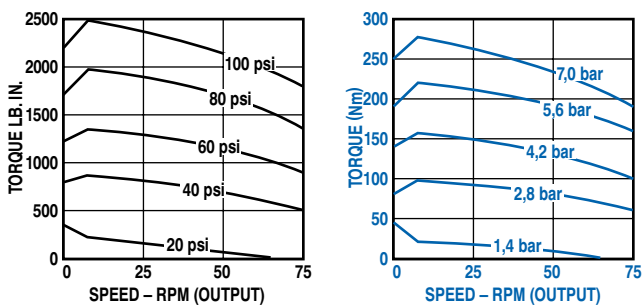 TORQUE LB. IN.
2500
2000
1500
1000
500
0
25
50
75
100 psi
80 psi
60 psi
40 psi
20 psi
SPEED – RPM (OUTPUT)
TORQUE (Nm)
300
250
200
150
100
50
0
0
25
50
75
7,0 bar
5,6 bar
4,2 bar
2,8 bar
1,4 bar
SPEED – RPM (OUTPUT)